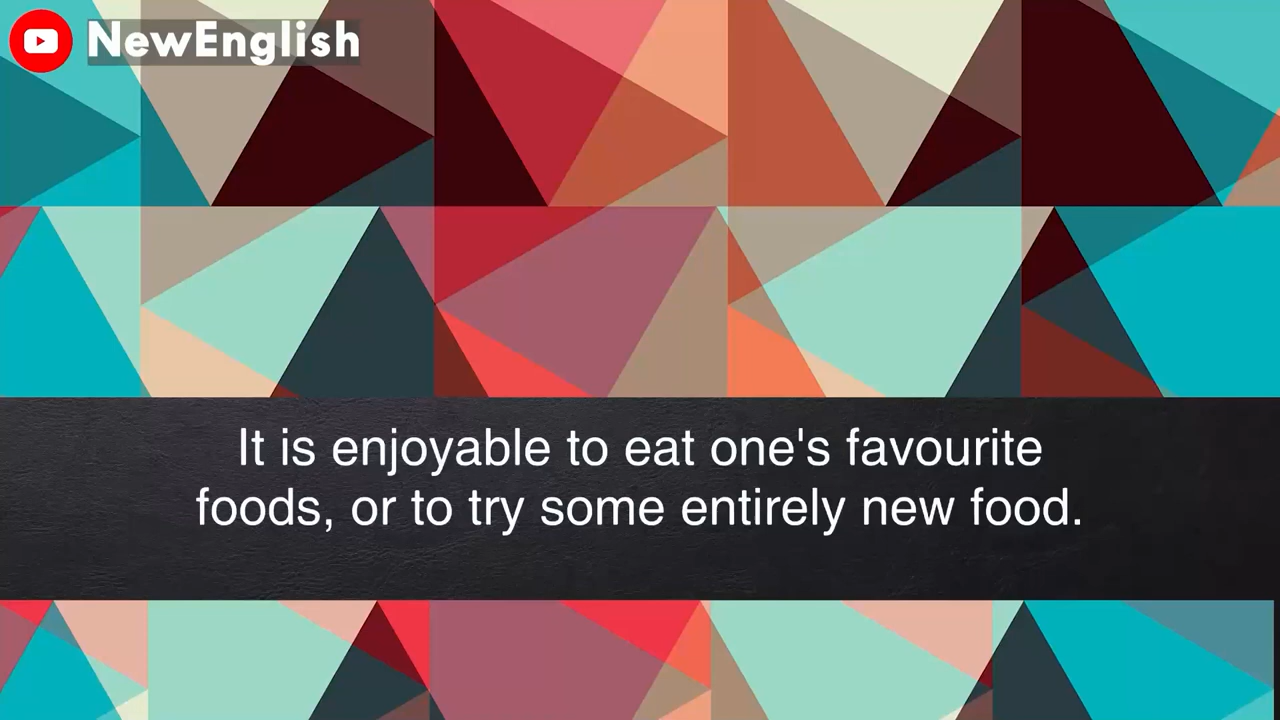 NewEnglish
It is enjoyable to eat one's favourite
foods, or to try some entirely new food.